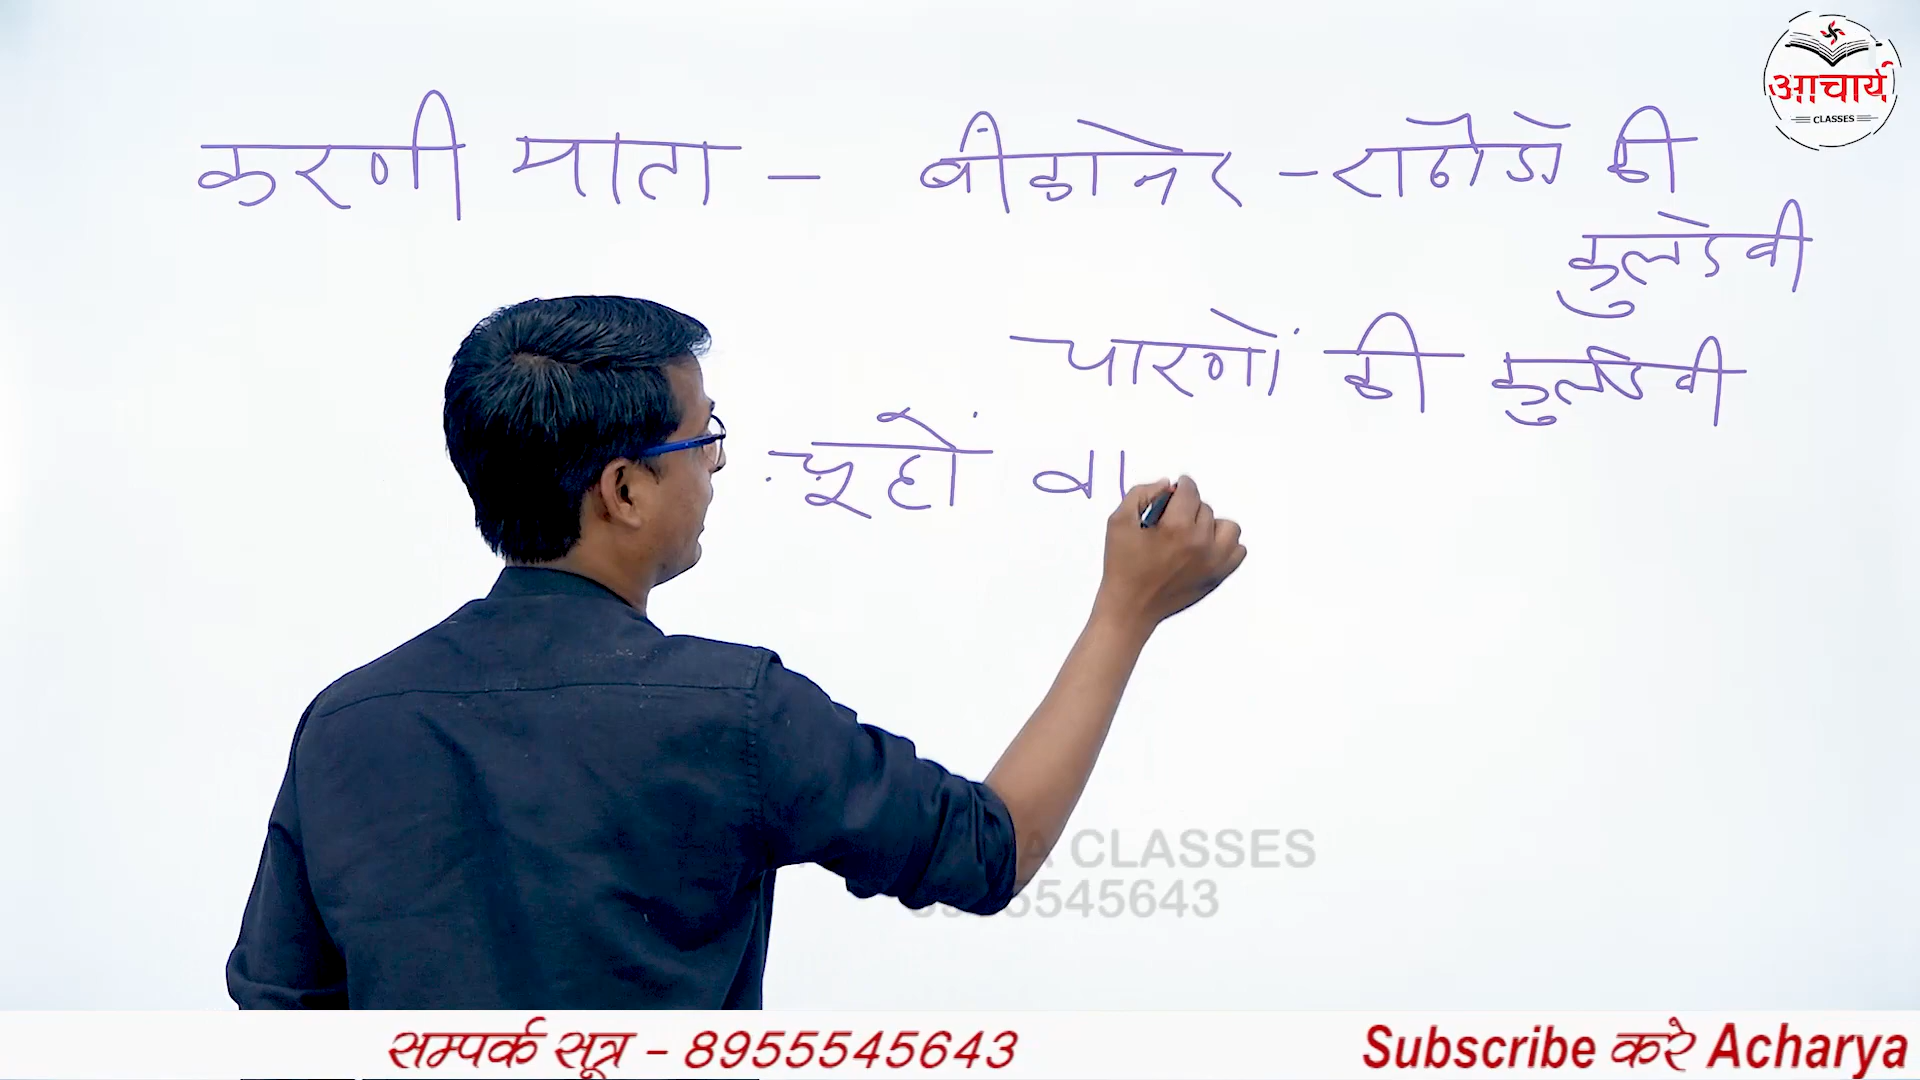 आचार्य
CLASSES
करणी माता - बीकानेर - राठौडो की
कुलदेवी
चारणों की कुलदेवी
चूहों वा
A CLASSES
5545643
सम्पर्क सूत्र - 8955545643
Subscribe करे Acharya